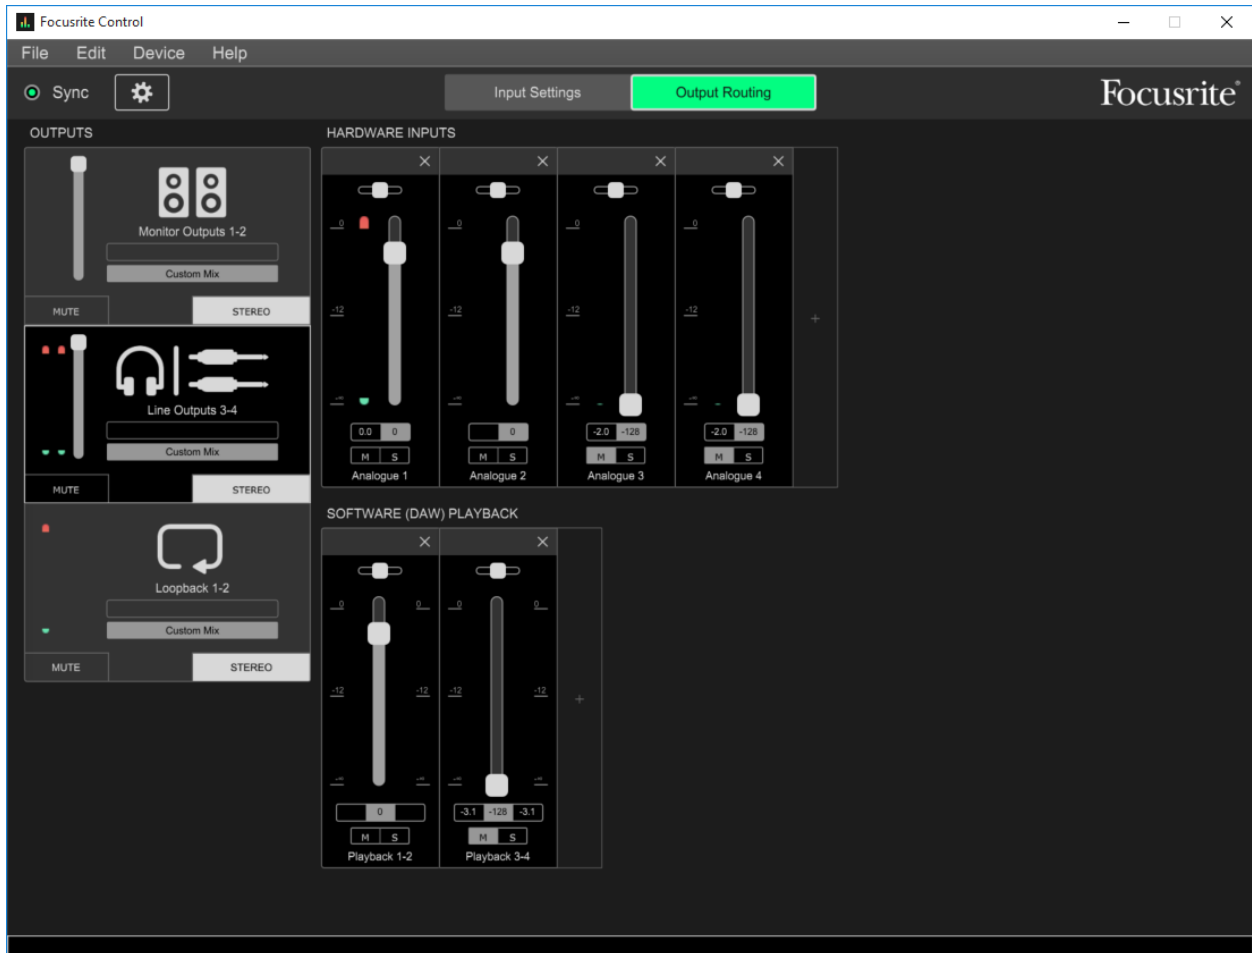 Focusrite Control
File Edit Device Help
Sync Input Settings Output Routing Focusrite®
OUTPUTS
Monitor Outputs 1-2
Custom Mix
MUTE STEREO
Line Outputs 3-4
Custom Mix
MUTE STEREO
Loopback 1-2
Custom Mix
MUTE STEREO
HARDWARE INPUTS
0 0 0 0
-12 -12 -12 -12
-∞ -∞ -∞ -∞
0.0 0 0 -2.0 -128 -2.0 -128
M S M S M S M S
Analogue 1 Analogue 2 Analogue 3 Analogue 4
+
SOFTWARE (DAW) PLAYBACK
0 0 0 0
-12 -12 -12 -12
-∞ -∞ -∞ -∞
0 -3.1 -128 -3.1
M S M S
Playback 1-2 Playback 3-4
+